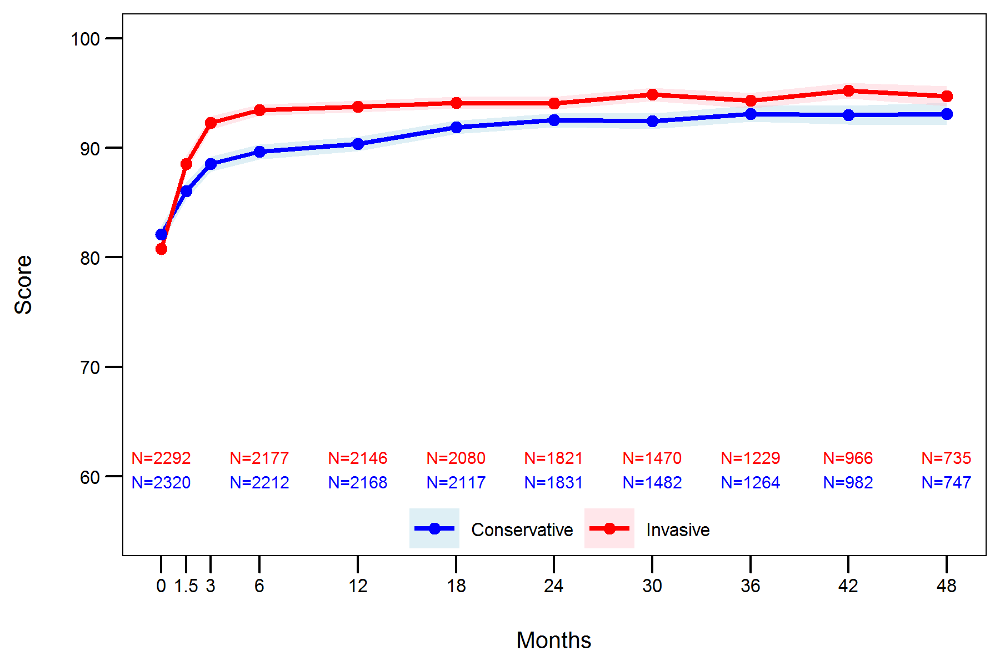 100
90
80
70
60
Score
N=2292 N=2177 N=2146 N=2080 N=1821 N=1470 N=1229 N=966 N=735
N=2320 N=2212 N=2168 N=2117 N=1831 N=1482 N=1264 N=982 N=747
Conservative Invasive
0 1.5 3 6 12 18 24 30 36 42 48
Months